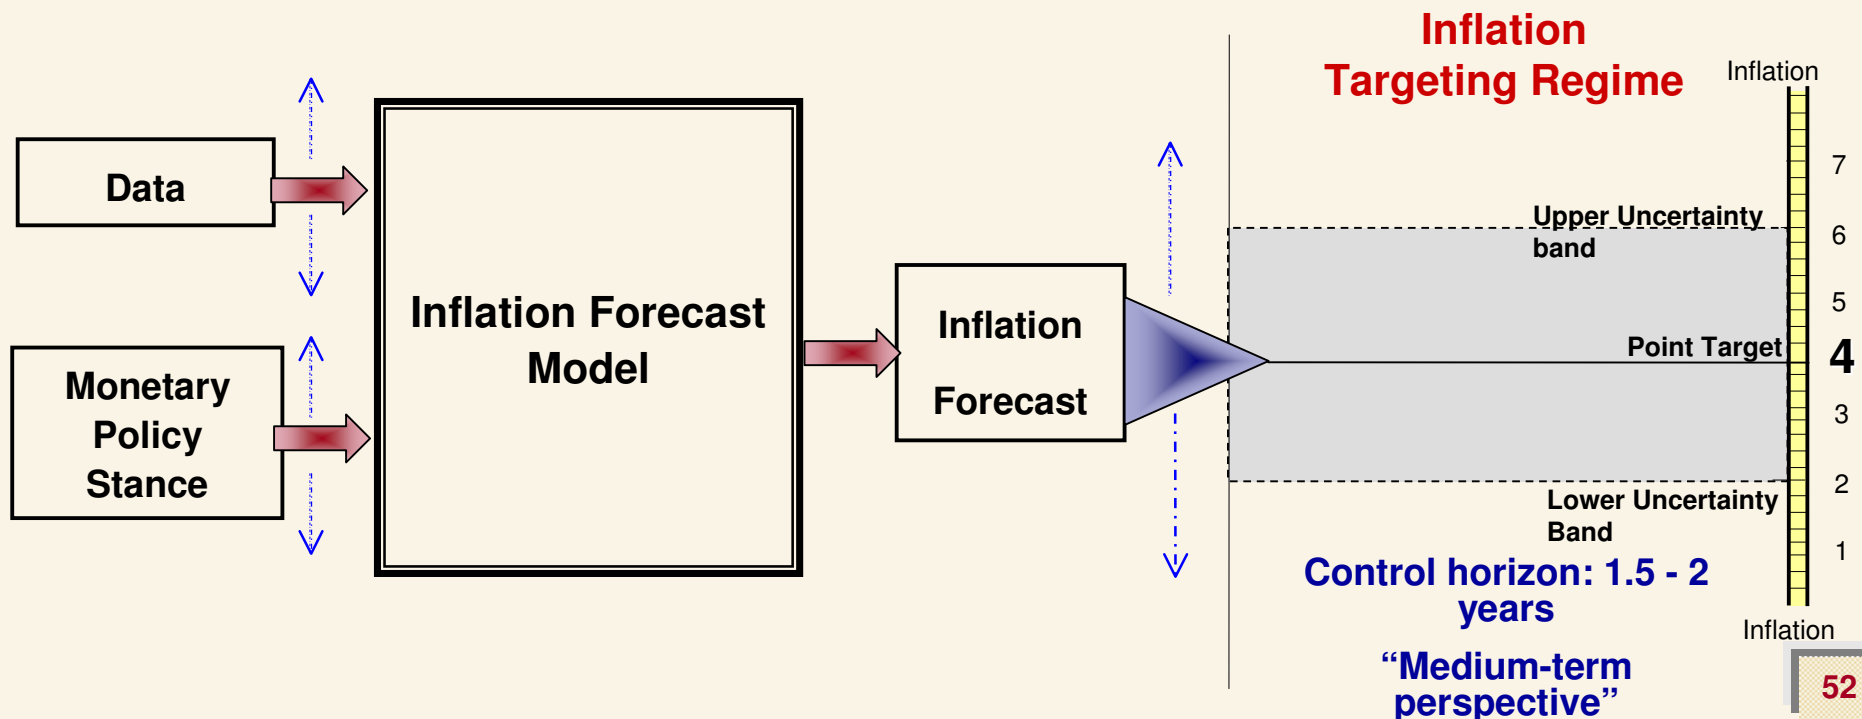 Inflation
Targeting Regime
Inflation
Data
Monetary
Policy
Stance
Inflation Forecast
Model
Inflation
Forecast
Upper Uncertainty
band
Point Target
Lower Uncertainty
Band
7
6
5
4
3
2
1
Inflation
Control horizon: 1.5 - 2
years
“Medium-term
perspective”
52